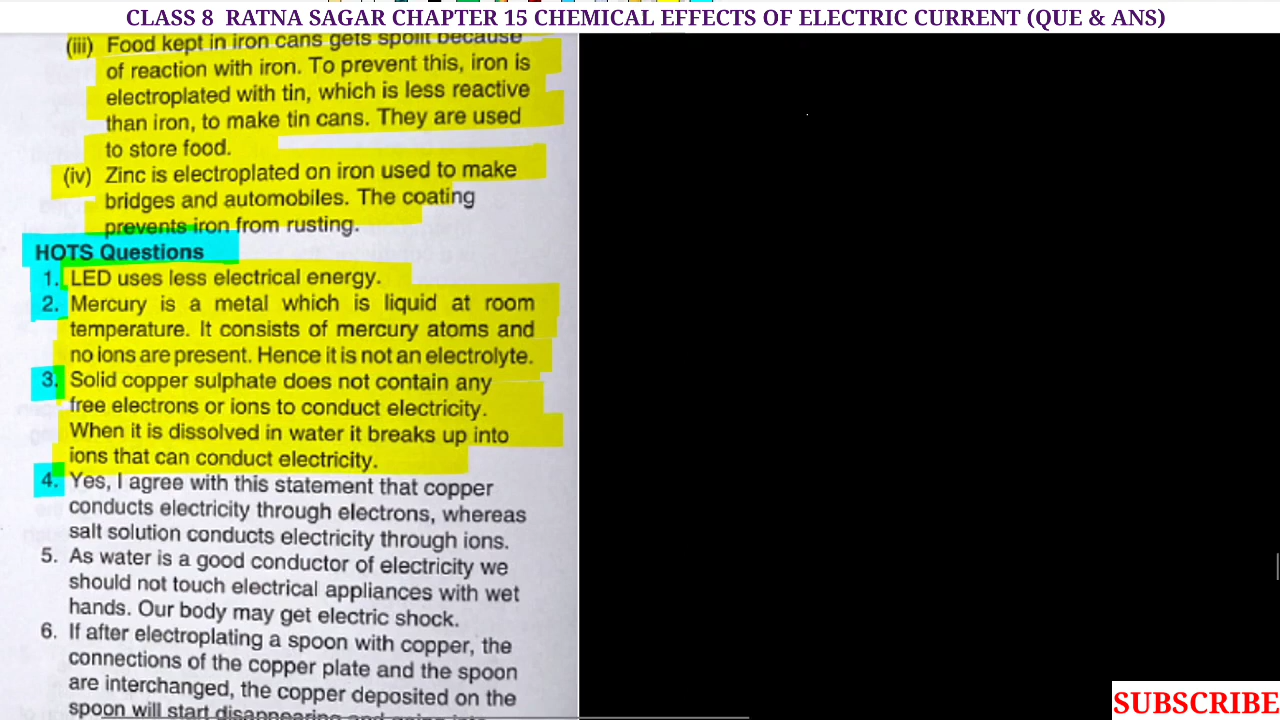 CLASS 8 RATNA SAGAR CHAPTER 15 CHEMICAL EFFECTS OF ELECTRIC CURRENT (QUE & ANS)
(iii) Food kept in iron cans gets spoilt because
of reaction with iron. To prevent this, iron is
electroplated with tin, which is less reactive
than iron, to make tin cans. They are used
to store food.
(iv) Zinc is electroplated on iron used to make
bridges and automobiles. The coating
prevents iron from rusting.
HOTS Questions
1. LED uses less electrical energy.
2. Mercury is a metal which is liquid at room
temperature. It consists of mercury atoms and
no ions are present. Hence it is not an electrolyte.
3. Solid copper sulphate does not contain any
free electrons or ions to conduct electricity.
When it is dissolved in water it breaks up into
ions that can conduct electricity.
4. Yes, I agree with this statement that copper
conducts electricity through electrons, whereas
salt solution conducts electricity through ions.
5. As water is a good conductor of electricity we
should not touch electrical appliances with wet
hands. Our body may get electric shock.
6. If after electroplating a spoon with copper, the
connections of the copper plate and the spoon
are interchanged, the copper deposited on the
spoon will start disappearing and going into
SUBSCRIBE